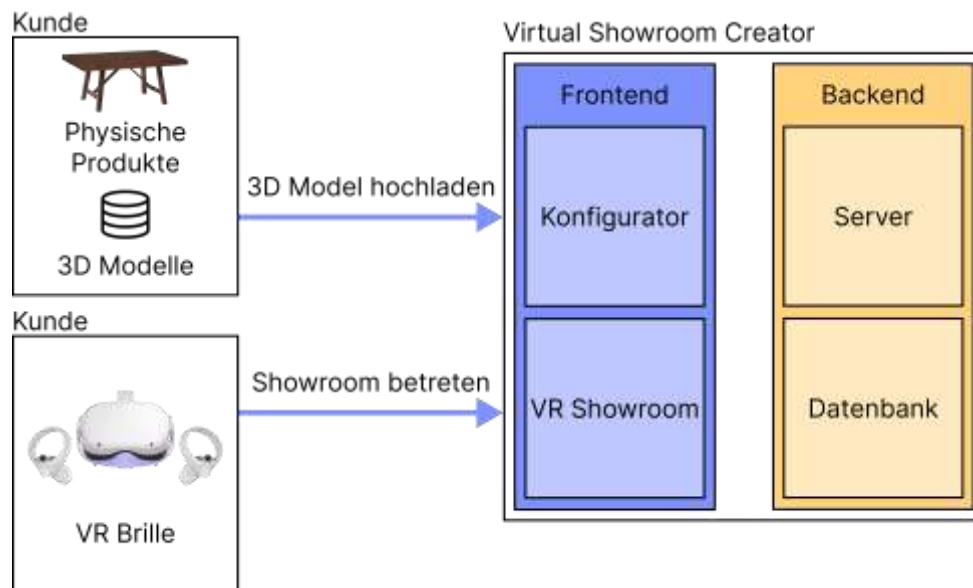 Kunde
Physische
Produkte
3D Modelle
3D Model hochladen
Kunde
VR Brille
Showroom betreten
Virtual Showroom Creator
Frontend
Konfigurator
VR Showroom
Backend
Server
Datenbank